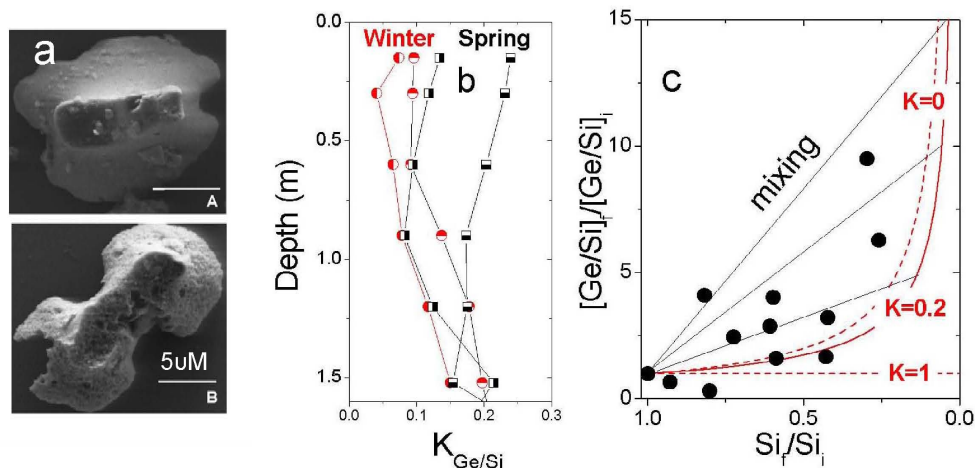 a
A
5uM
B
Winter Spring
b
Depth (m)
0.0
0.5
1.0
1.5
0.0 0.1 0.2 0.3
K Ge/Si
c
[Ge/Si]f/[Ge/Si]i
15
10
5
0
mixing
K=0
K=0.2
K=1
1.0 0.5 0.0
Sif/Sii